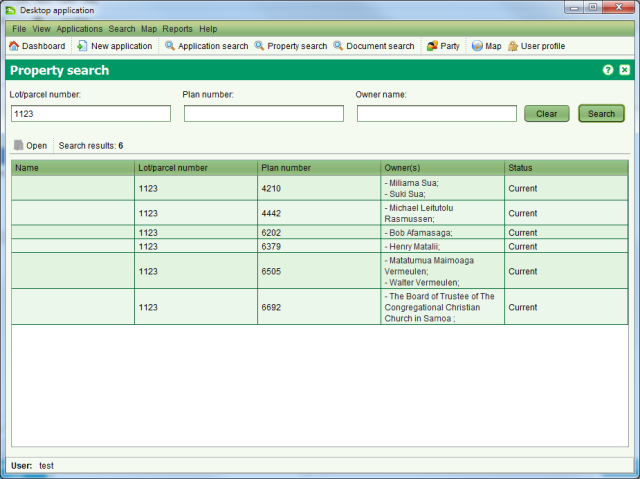 Desktop application
File View Applications Search Map Reports Help
Dashboard New application Application search Property search Document search Party Map User profile
Property search
Lot/parcel number: Plan number: Owner name:
1123 Clear Search
Open Search results: 6
Name Lot/parcel number Plan number Owner(s) Status
1123 4210 - Miliama Sua; Current
- Suki Sua;
1123 4442 - Michael Leitutolu Current
Rasmussen;
1123 6202 - Bob Afamasaga; Current
1123 6379 - Henry Matalii; Current
1123 6505 - Matatumua Maimoaga Current
Vermeulen;
- Walter Vermeulen;
1123 6692 - The Board of Trustee of The Current
Congregational Christian
Church in Samoa ;
User: test